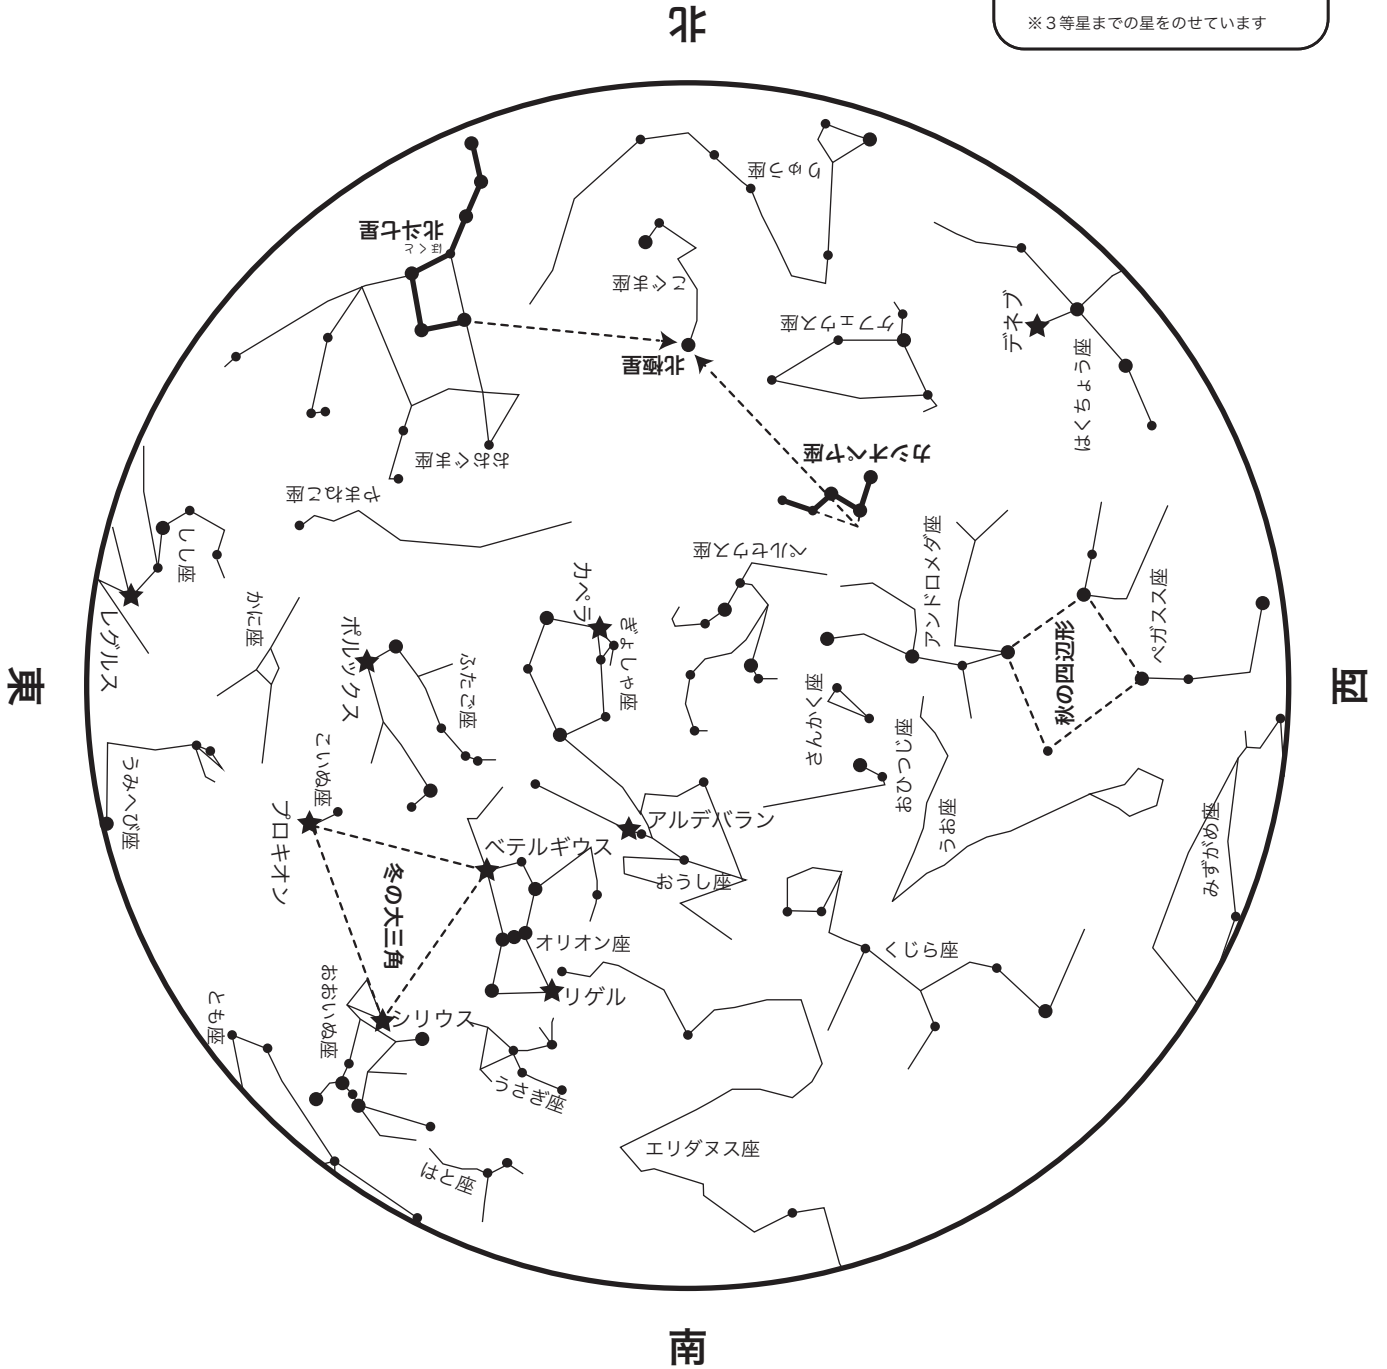 ※３等星までの星をのせています
北
りゅう座
北斗七星
ほくと
こぐま座
ケフェウス座
デネブ
北極星
はくちょう座
カシオペヤ座
おおぐま座
やまねこ座
しし座
ペルセウス座
アンドロメダ座
カペラ
ペガスス座
かに座
レグルス
ポルックス
ぎょしゃ座
ふたご座
秋の四辺形
東
西
さんかく座
おひつじ座
こいぬ座
うみへび座
プロキオン
アルデバラン
うお座
みずがめ座
ベテルギウス
おうし座
冬の大三角
オリオン座
くじら座
リゲル
とも座
おおいぬ座
シリウス
うさぎ座
エリダヌス座
はと座
南